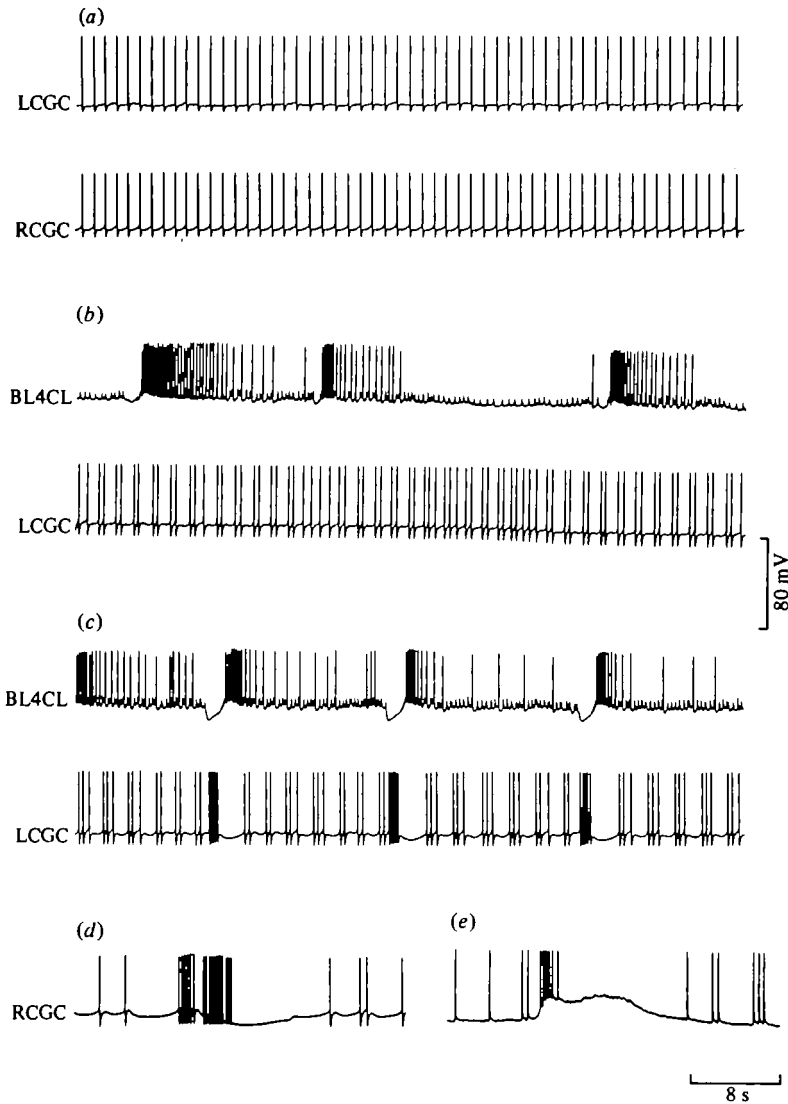 (a)
LCGC
RCGC
(b)
BL4CL
LCGC
80 mV
(c)
BL4CL
LCGC
(d)
(e)
RCGC
8 s